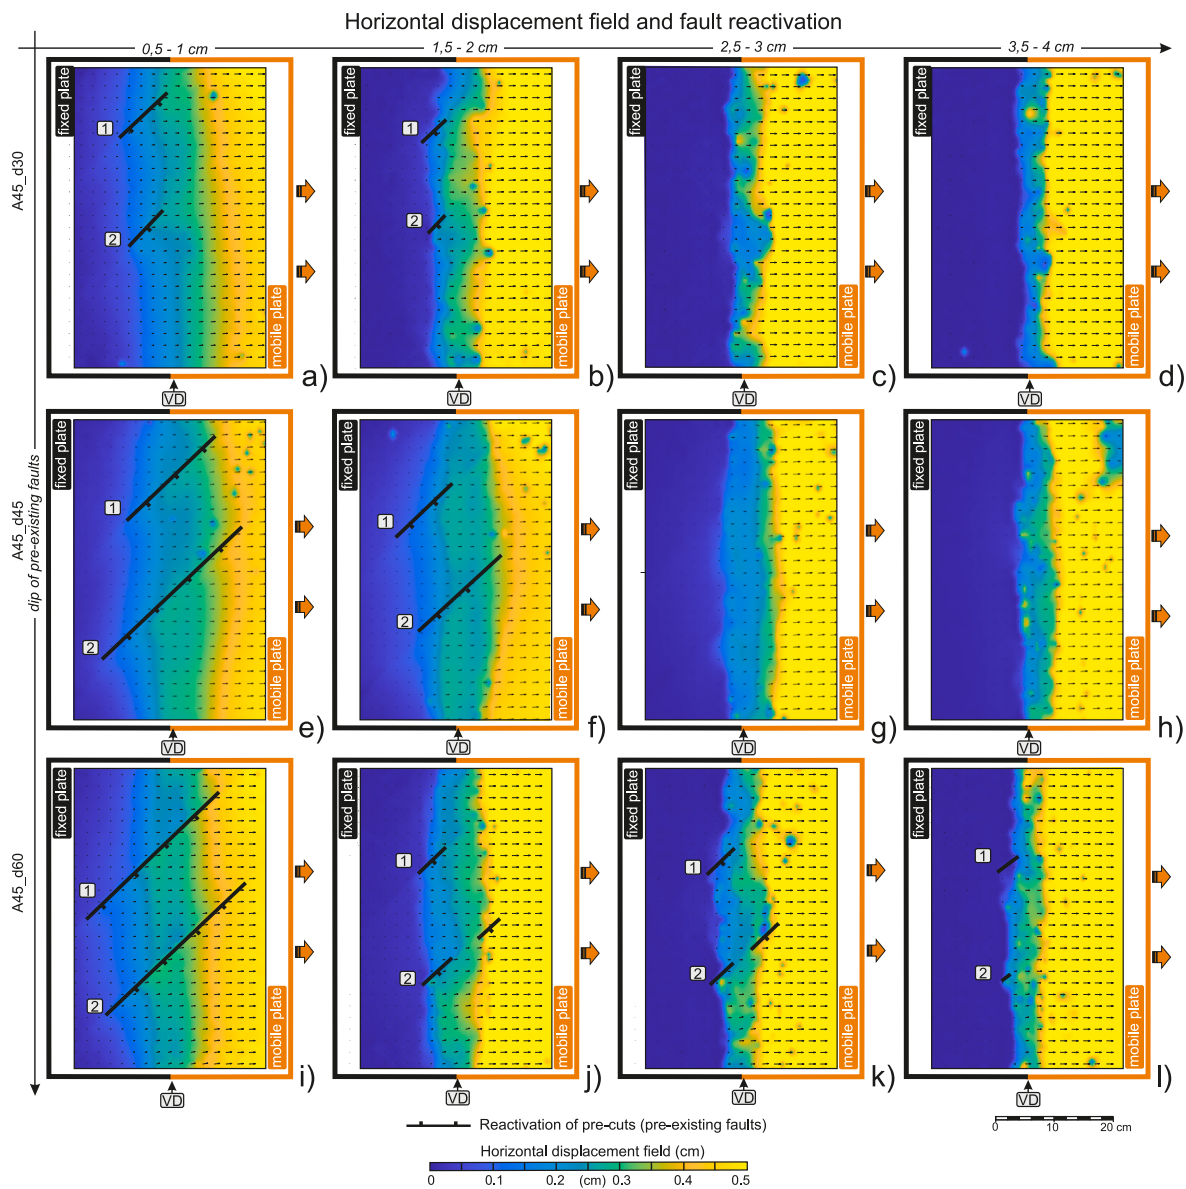 Horizontal displacement field and fault reactivation
0,5 - 1 cm
1,5 - 2 cm
2,5 - 3 cm
3,5 - 4 cm
dip of pre-existing faults
A45_d30
fixed plate
1
2
mobile plate
a)
VD
fixed plate
1
2
mobile plate
b)
VD
fixed plate
mobile plate
c)
VD
fixed plate
mobile plate
d)
VD
A45_d45
fixed plate
1
2
mobile plate
e)
VD
fixed plate
1
2
mobile plate
f)
VD
fixed plate
mobile plate
g)
VD
fixed plate
mobile plate
h)
VD
A45_d60
fixed plate
1
2
mobile plate
i)
VD
fixed plate
1
2
mobile plate
j)
VD
fixed plate
1
2
mobile plate
k)
VD
fixed plate
1
2
mobile plate
l)
VD
Reactivation of pre-cuts (pre-existing faults)
0 10 20 cm
Horizontal displacement field (cm)
0 0.1 0.2 (cm) 0.3 0.4 0.5